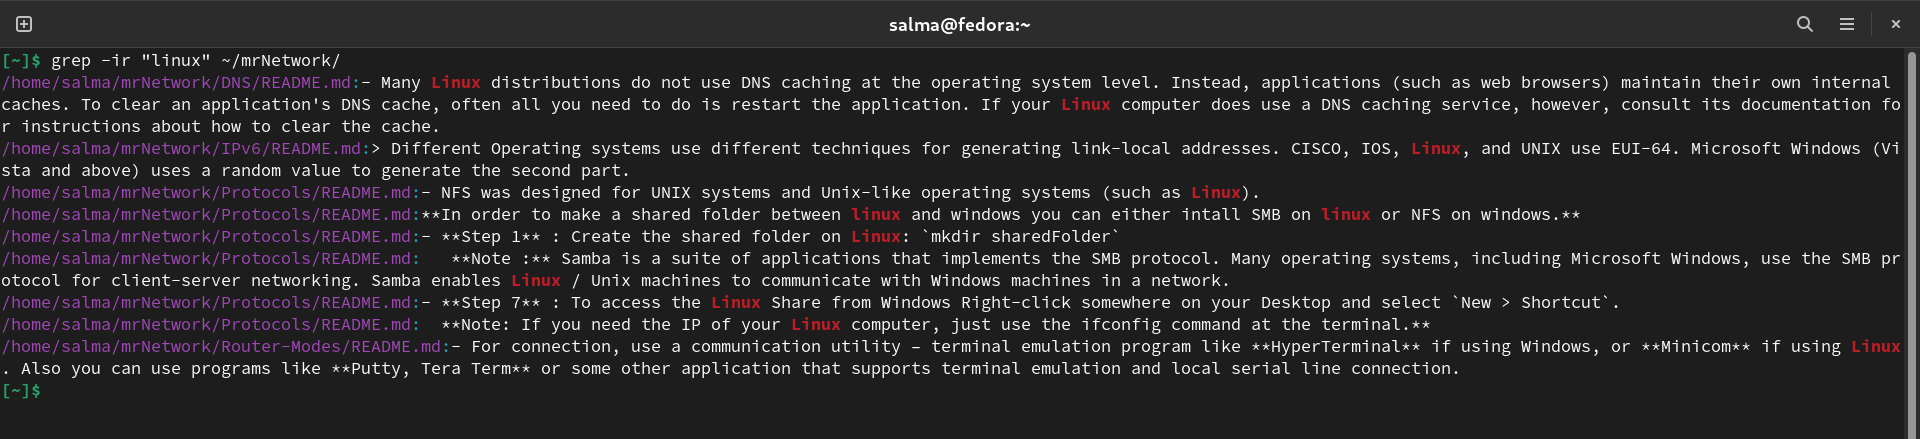 salma@fedora:~
[~]$ grep -ir "linux" ~/mrNetwork/
/home/salma/mrNetwork/DNS/README.md:- Many Linux distributions do not use DNS caching at the operating system level. Instead, applications (such as web browsers) maintain their own internal
caches. To clear an application's DNS cache, often all you need to do is restart the application. If your Linux computer does use a DNS caching service, however, consult its documentation fo
r instructions about how to clear the cache.
/home/salma/mrNetwork/IPv6/README.md:> Different Operating systems use different techniques for generating link-local addresses. CISCO, IOS, Linux, and UNIX use EUI-64. Microsoft Windows (Vi
sta and above) uses a random value to generate the second part.
/home/salma/mrNetwork/Protocols/README.md:- NFS was designed for UNIX systems and Unix-like operating systems (such as Linux).
/home/salma/mrNetwork/Protocols/README.md:**In order to make a shared folder between linux and windows you can either intall SMB on linux or NFS on windows.**
/home/salma/mrNetwork/Protocols/README.md:- **Step 1** : Create the shared folder on Linux: `mkdir sharedFolder`
/home/salma/mrNetwork/Protocols/README.md:   **Note :** Samba is a suite of applications that implements the SMB protocol. Many operating systems, including Microsoft Windows, use the SMB pr
otocol for client-server networking. Samba enables Linux / Unix machines to communicate with Windows machines in a network.
/home/salma/mrNetwork/Protocols/README.md:- **Step 7** : To access the Linux Share from Windows Right-click somewhere on your Desktop and select `New > Shortcut`.
/home/salma/mrNetwork/Protocols/README.md:  **Note: If you need the IP of your Linux computer, just use the ifconfig command at the terminal.**
/home/salma/mrNetwork/Router-Modes/README.md:- For connection, use a communication utility – terminal emulation program like **HyperTerminal** if using Windows, or **Minicom** if using Linux
. Also you can use programs like **Putty, Tera Term** or some other application that supports terminal emulation and local serial line connection.
[~]$